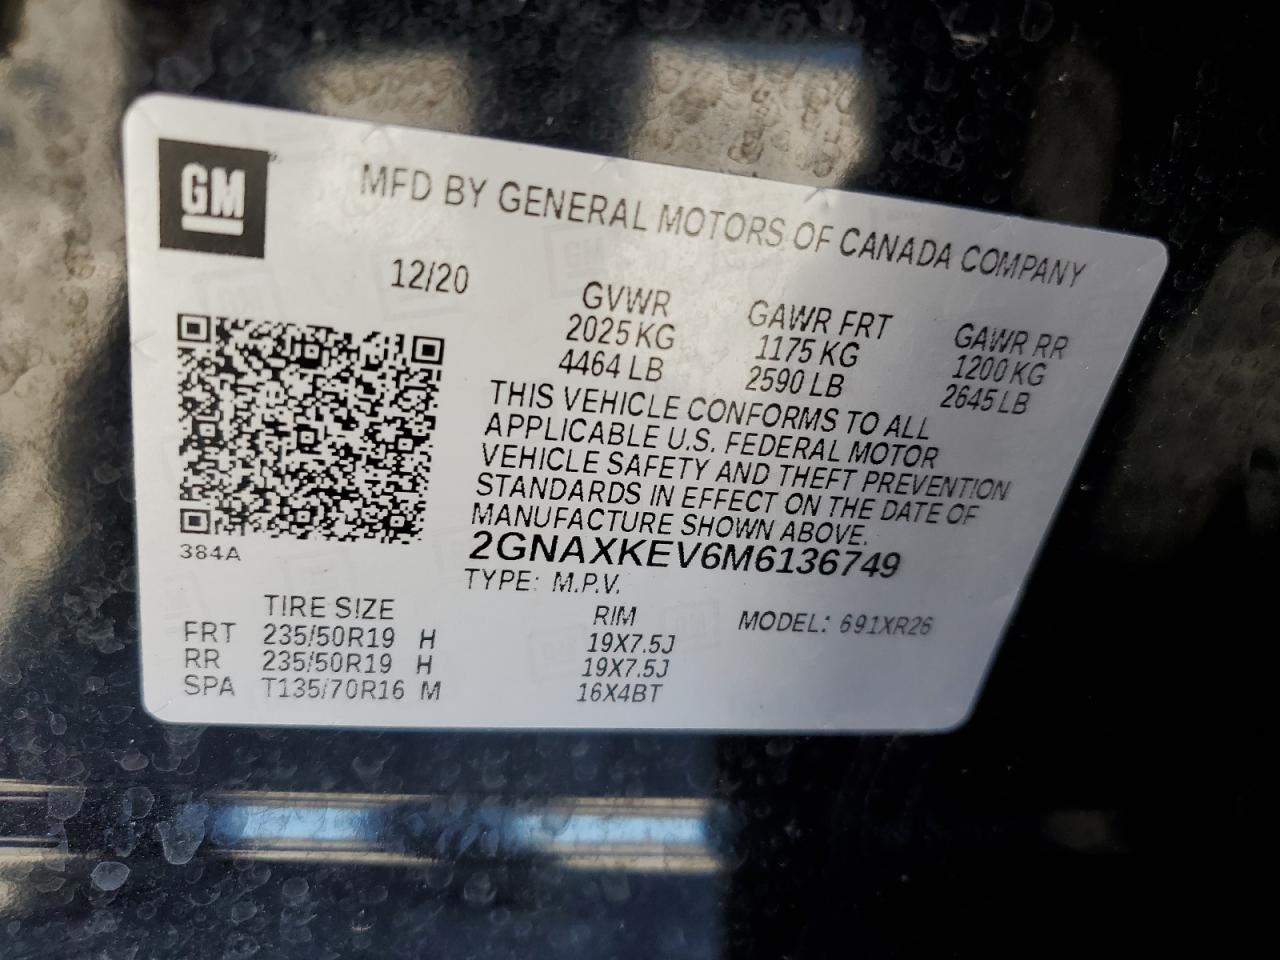 GM
MFD BY GENERAL MOTORS OF CANADA COMPANY
12/20
GVWR
2025 KG
4464 LB
GAWR FRT
1175 KG
2590 LB
GAWR RR
1200 KG
2645 LB
THIS VEHICLE CONFORMS TO ALL
APPLICABLE U.S. FEDERAL MOTOR
VEHICLE SAFETY AND THEFT PREVENTION
STANDARDS IN EFFECT ON THE DATE OF
MANUFACTURE SHOWN ABOVE.
2GNAXKEV6M6136749
TYPE: M.P.V.
384A
TIRE SIZE RIM MODEL: 691XR26
FRT 235/50R19 H 19X7.5J
RR 235/50R19 H 19X7.5J
SPA T135/70R16 M 16X4BT